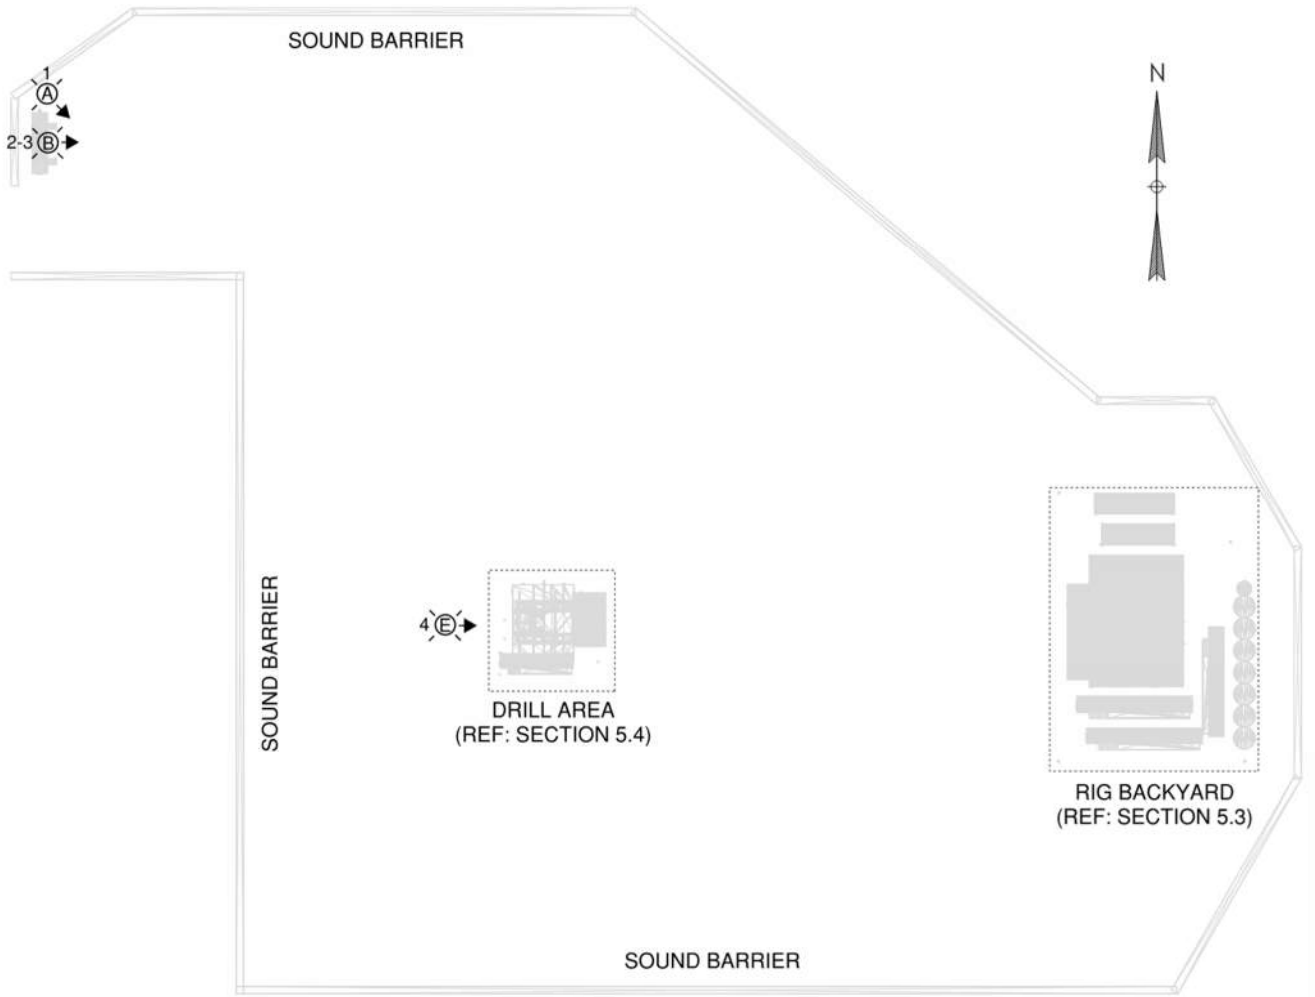 SOUND BARRIER
N
1
A
2-3 B
SOUND BARRIER
4 E
DRILL AREA
(REF: SECTION 5.4)
RIG BACKYARD
(REF: SECTION 5.3)
SOUND BARRIER